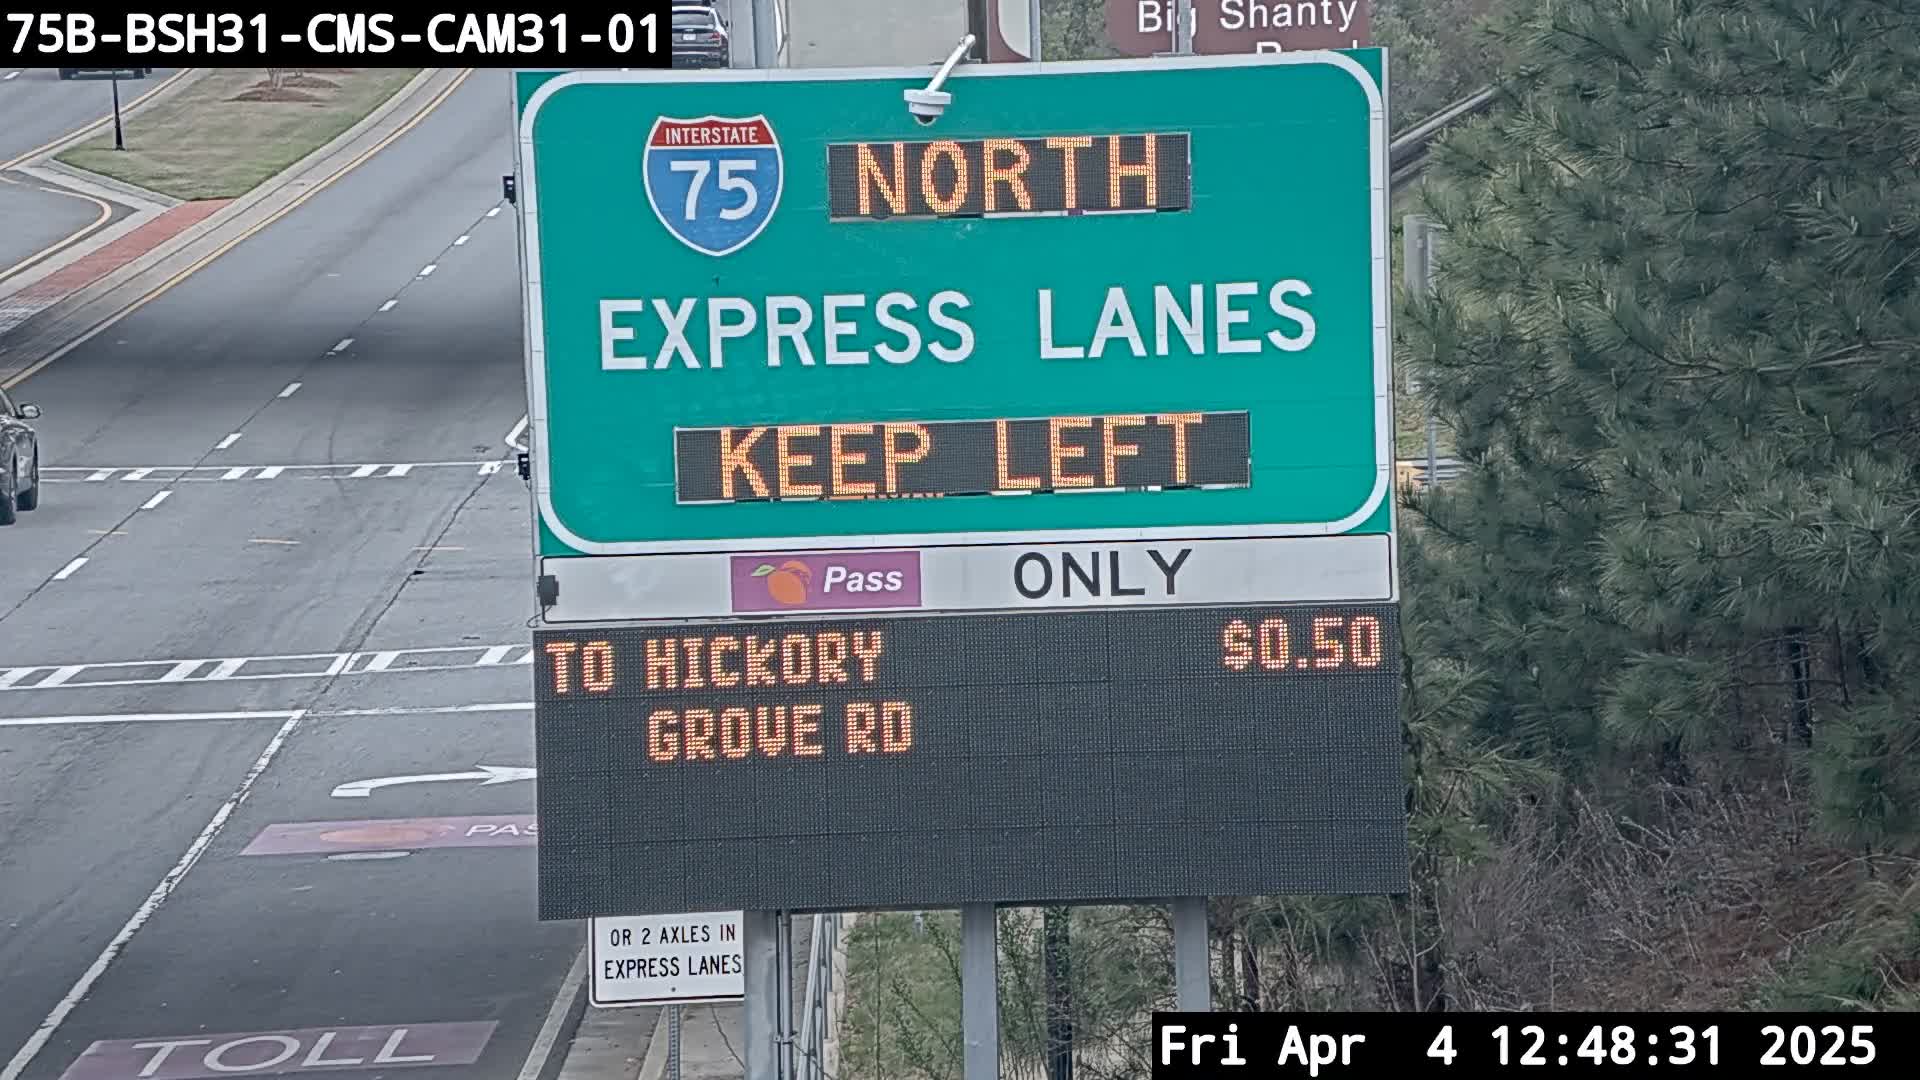 75B-BSH31-CMS-CAM31-01
Big Shanty
INTERSTATE
75
NORTH
EXPRESS LANES
KEEP LEFT
Pass ONLY
TO HICKORY $0.50
GROVE RD
OR 2 AXLES IN
EXPRESS LANES
TOLL
Fri Apr 4 12:48:31 2025